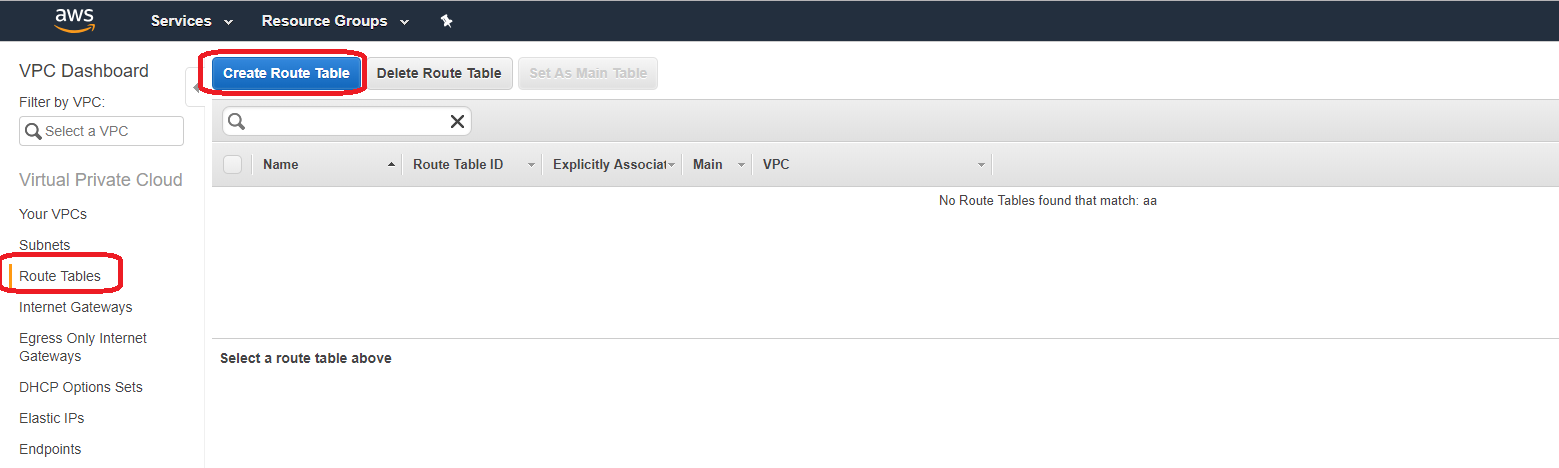 aws Services Resource Groups
VPC Dashboard
Filter by VPC:
Select a VPC
Virtual Private Cloud
Your VPCs
Subnets
Route Tables
Internet Gateways
Egress Only Internet
Gateways
DHCP Options Sets
Elastic IPs
Endpoints
Create Route Table Delete Route Table Set As Main Table
Name Route Table ID Explicitly Associat Main VPC
No Route Tables found that match: aa
Select a route table above